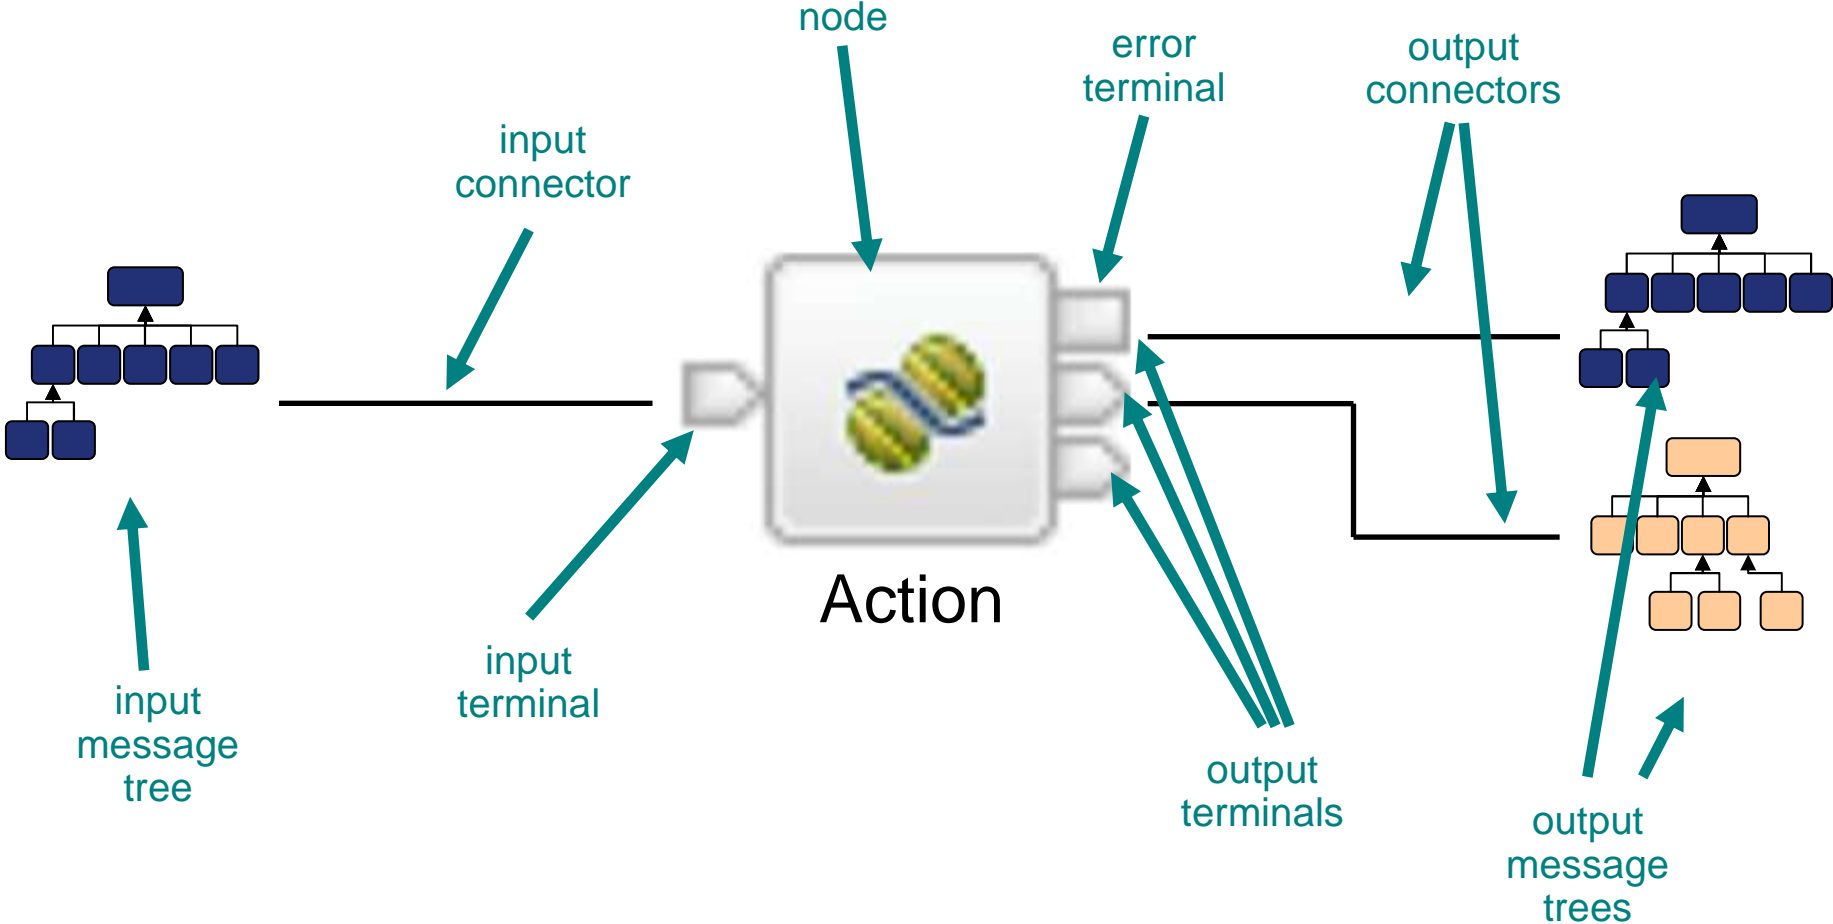 node
error
terminal
output
connectors
input
connector
Action
input
terminal
input
message
tree
output
terminals
output
message
trees